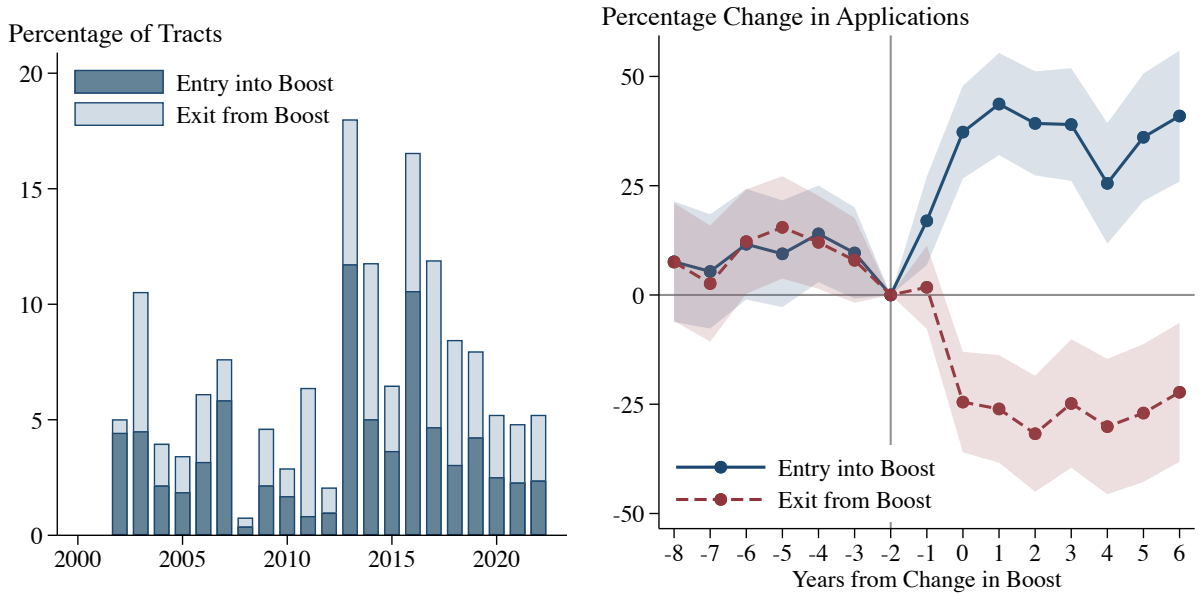 Percentage of Tracts
20
15
10
5
0
Entry into Boost
Exit from Boost
2000 2005 2010 2015 2020
Percentage Change in Applications
50
25
0
-25
-50
Entry into Boost
Exit from Boost
-8 -7 -6 -5 -4 -3 -2 -1 0 1 2 3 4 5 6
Years from Change in Boost